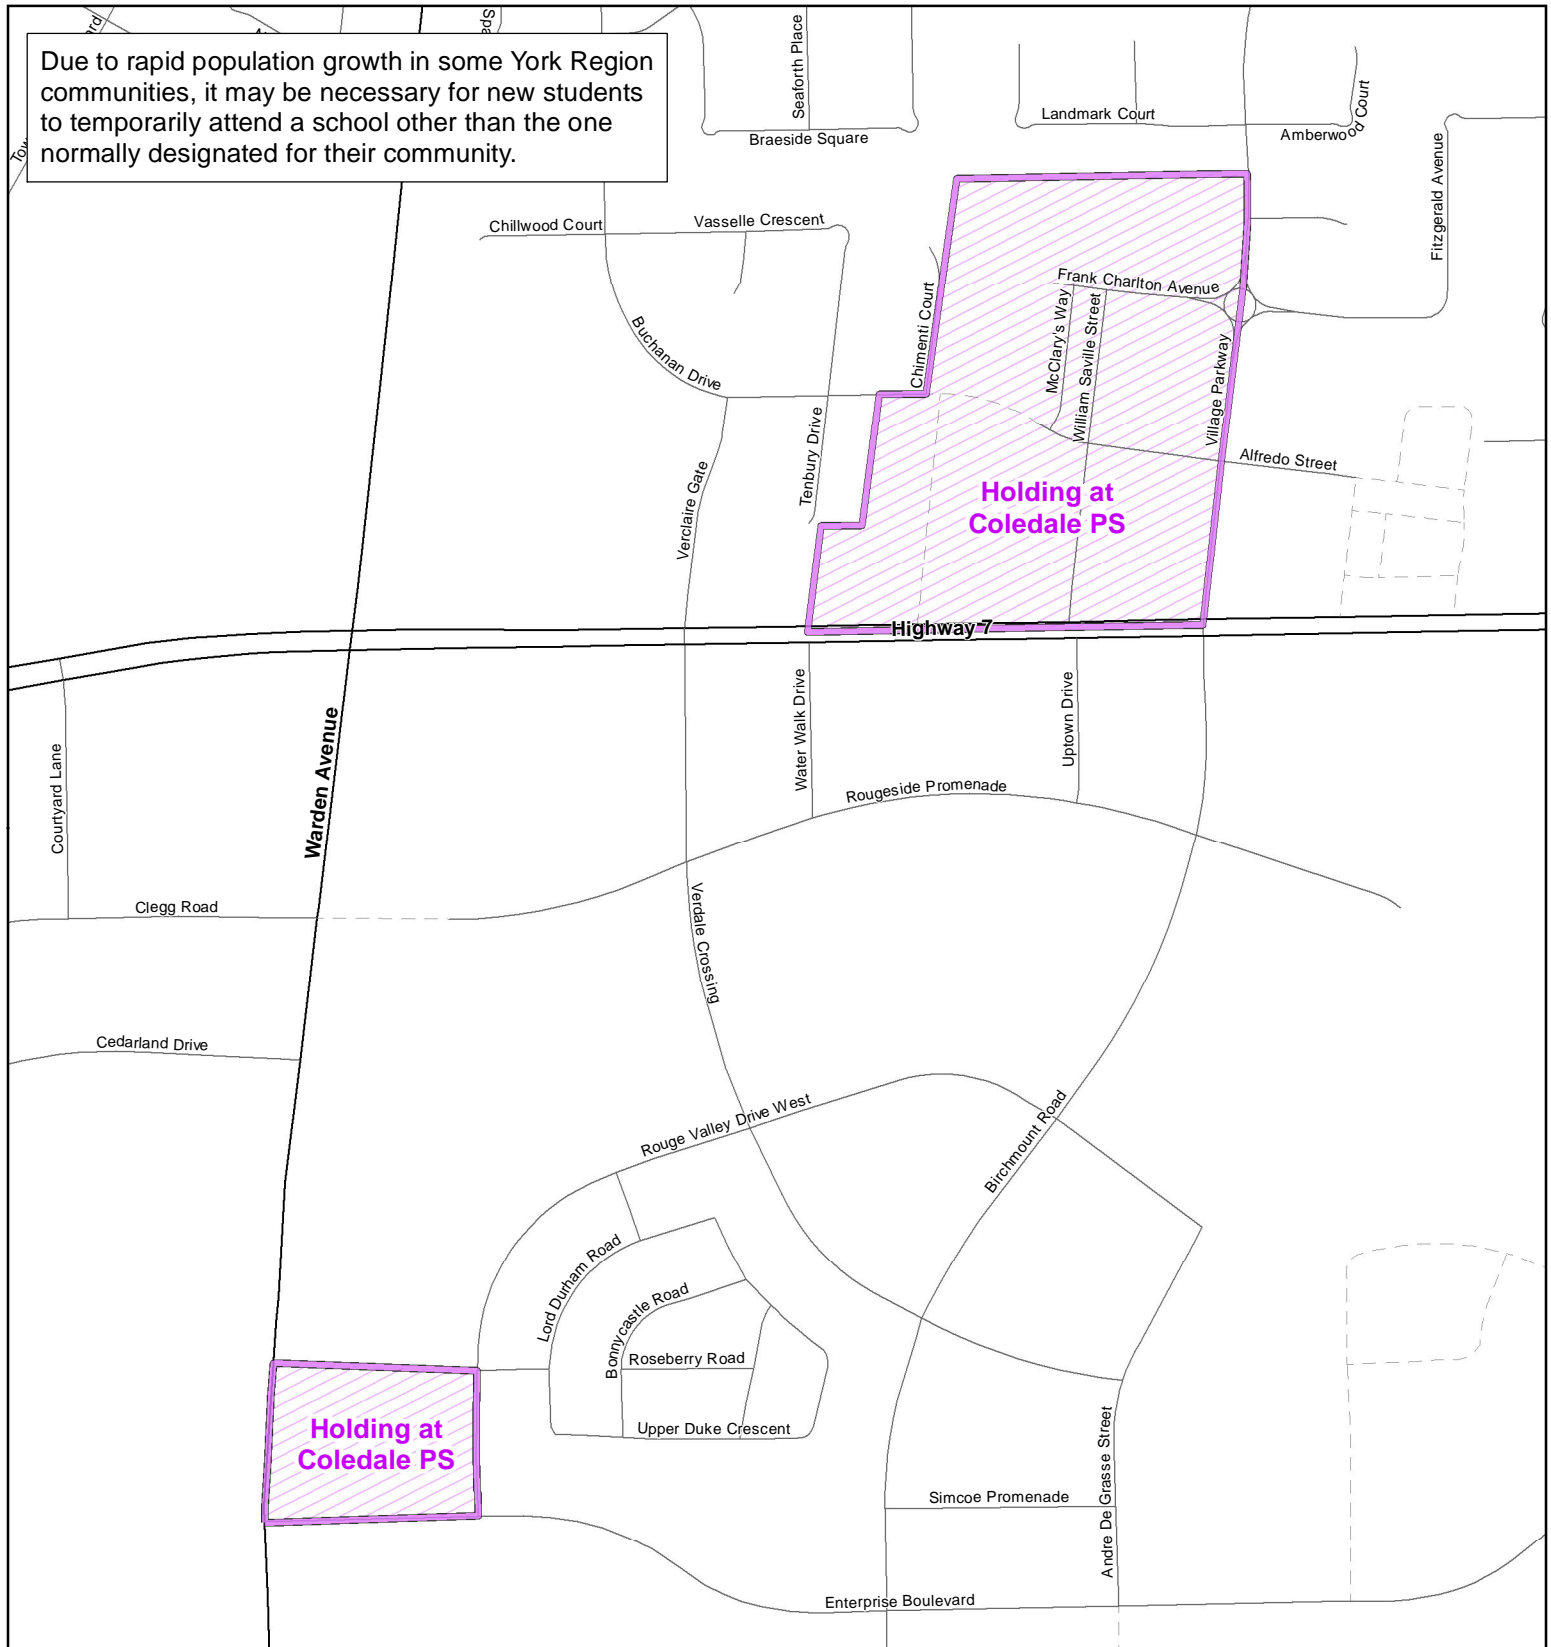 Due to rapid population growth in some York Region
communities, it may be necessary for new students
to temporarily attend a school other than the one
normally designated for their community.
Seaforth Place
Braeside Square
Landmark Court
Amberwood Court
Fitzgerald Avenue
Chillwood Court
Vasselle Crescent
Frank Charlton Avenue
Chimenti Court
McClary's Way
William Saville Street
Buchanan Drive
Village Parkway
Tenbury Drive
Verclaire Gate
Alfredo Street
Holding at
Coledale PS
Highway 7
Water Walk Drive
Uptown Drive
Courtyard Lane
Warden Avenue
Rougeside Promenade
Clegg Road
Verdale Crossing
Cedarland Drive
Rouge Valley Drive West
Birchmount Road
Lord Durham Road
Bonnycastle Road
Roseberry Road
Upper Duke Crescent
Holding at
Coledale PS
Simcoe Promenade
Andre De Grasse Street
Enterprise Boulevard